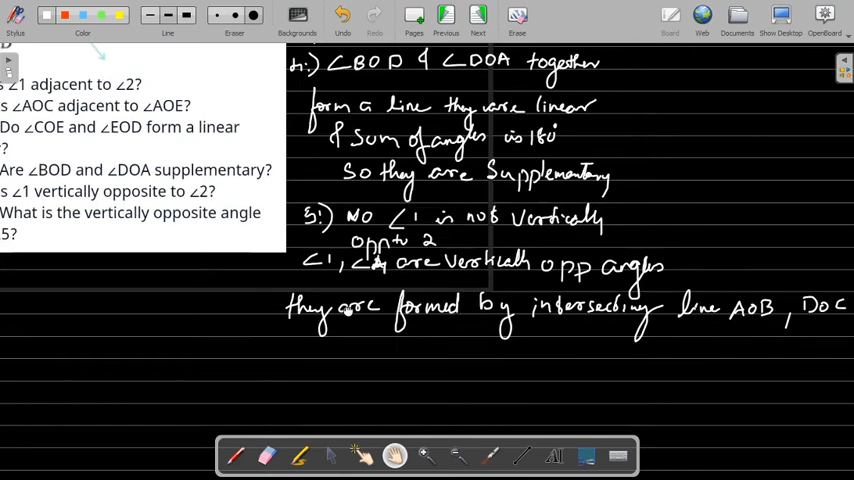 Stylus
Color
Line
Eraser
Backgrounds
Undo
Redo
Pages
Previous
Next
Erase
Board
Web
Documents
Show Desktop
OpenBoard
D
s ∠1 adjacent to ∠2?
s ∠AOC adjacent to ∠AOE?
Do ∠COE and ∠EOD form a linear
?
Are ∠BOD and ∠DOA supplementary?
s ∠1 vertically opposite to ∠2?
What is the vertically opposite angle
5?
4:) ∠BOD & ∠DOA together
form a line they are linear
& Sum of angles is 180°
So they are Supplementary
5:) No ∠1 is not vertically
opp to 2
∠1, ∠4 are vertically opp angles
they are formed by intersecting line AOB, DOC